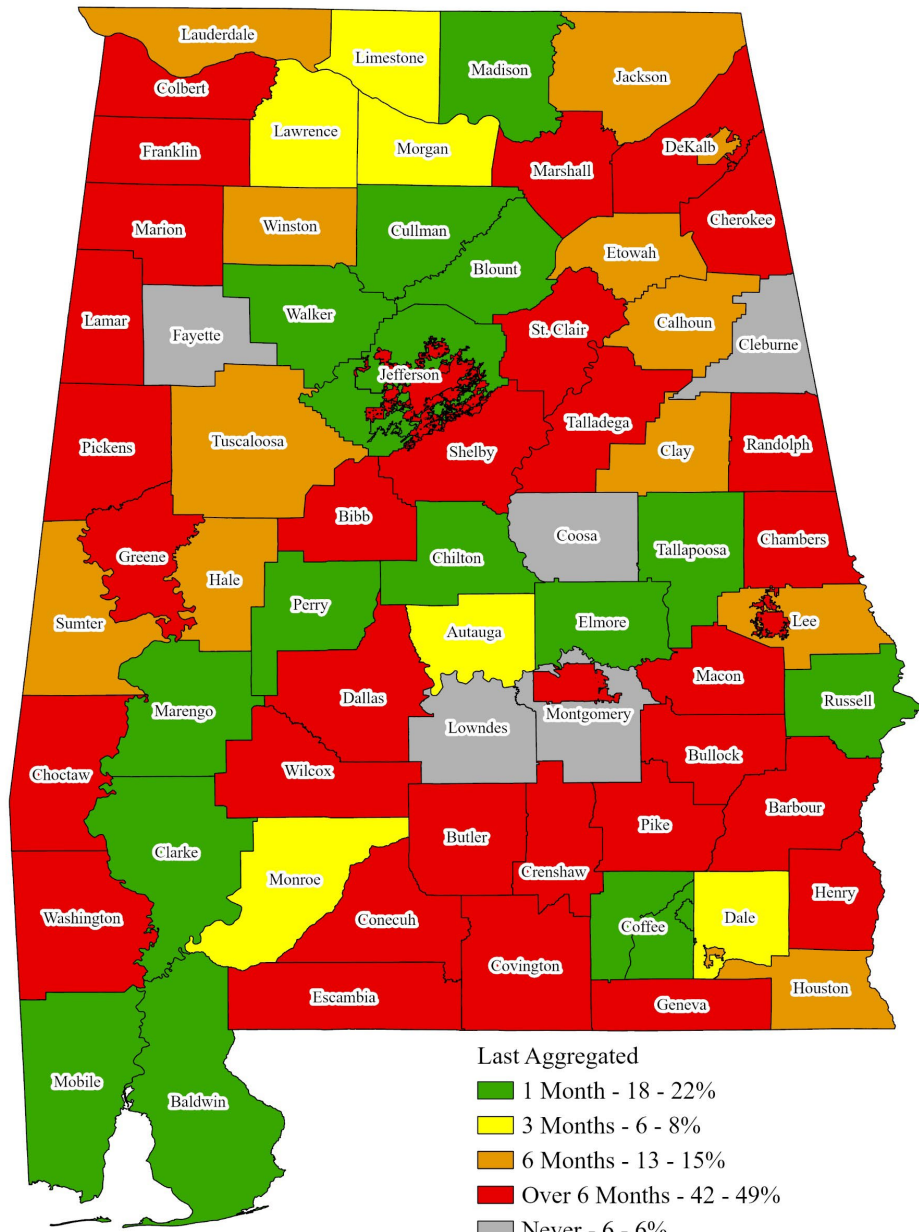 Lauderdale
Limestone
Madison
Jackson
Colbert
Lawrence
Franklin
Morgan
DeKalb
Marshall
Cherokee
Marion
Winston
Cullman
Etowah
Blount
Walker
Lamar
Fayette
St. Clair
Calhoun
Cleburne
Jefferson
Talladega
Pickens
Tuscaloosa
Shelby
Clay
Randolph
Bibb
Coosa
Chambers
Greene
Chilton
Tallapoosa
Hale
Perry
Sumter
Autauga
Elmore
Lee
Macon
Dallas
Russell
Marengo
Montgomery
Lowndes
Bullock
Choctaw
Wilcox
Barbour
Pike
Butler
Clarke
Crenshaw
Monroe
Henry
Washington
Conecuh
Dale
Coffee
Covington
Houston
Escambia
Geneva
Mobile
Baldwin
Last Aggregated
1 Month - 18 - 22%
3 Months - 6 - 8%
6 Months - 13 - 15%
Over 6 Months - 42 - 49%
Never - 6 - 6%